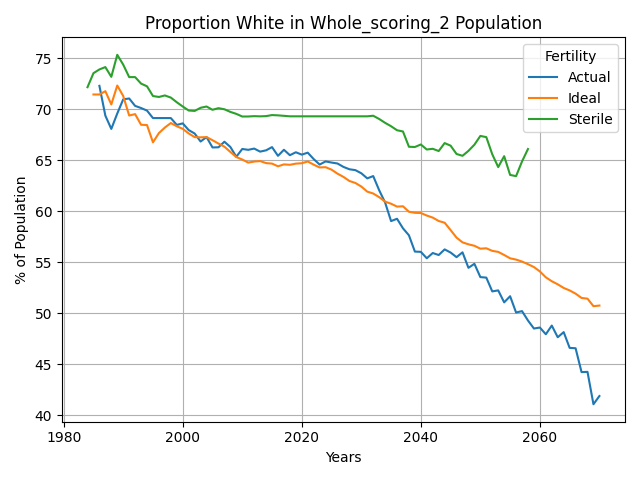 Proportion White in Whole_scoring_2 Population
Fertility
Actual
Ideal
Sterile
% of Population
75
70
65
60
55
50
45
40
1980
2000
2020
2040
2060
Years